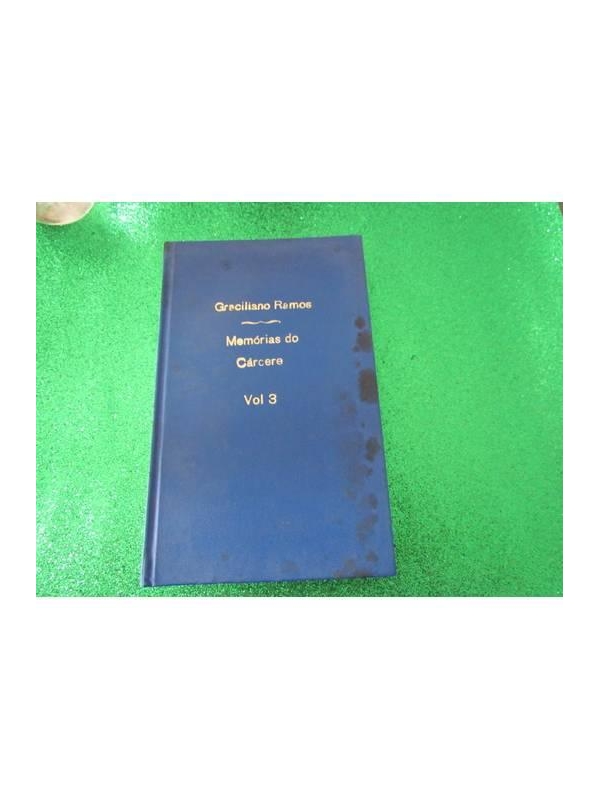 Graciliano Ramos
Memórias do
Cárcere
Vol 3